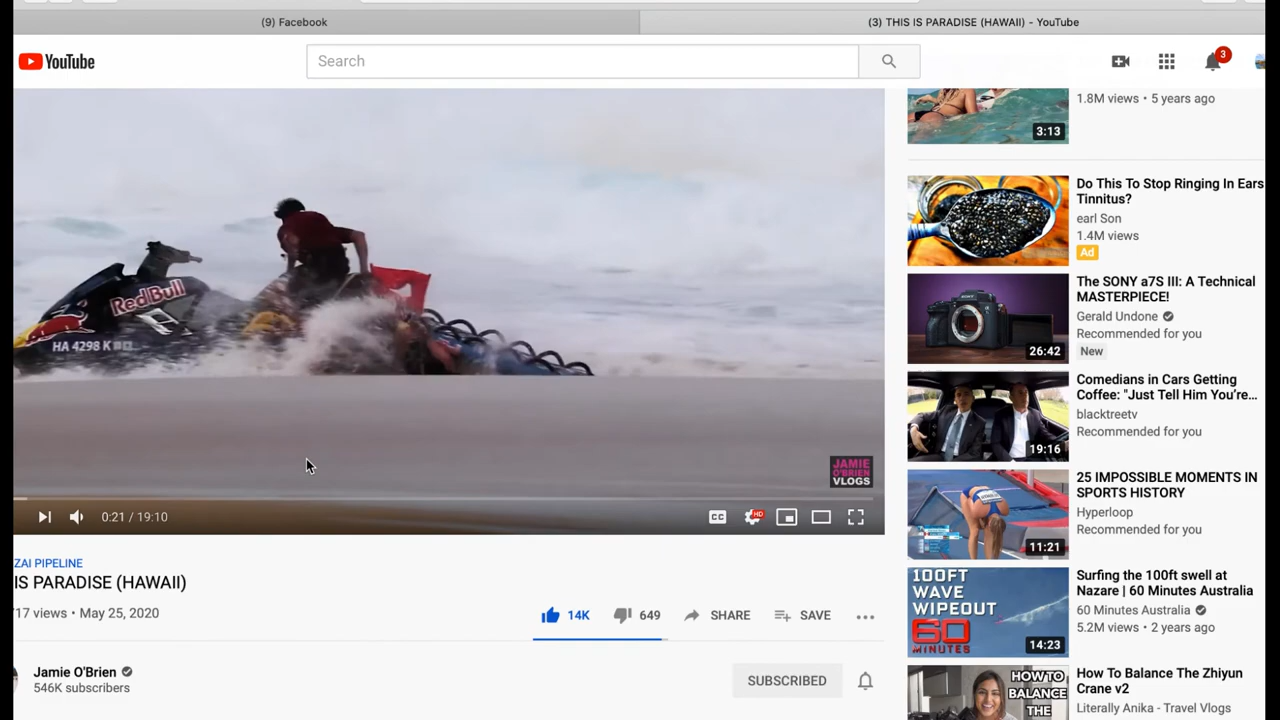 (9) Facebook
(3) THIS IS PARADISE (HAWAII) - YouTube
YouTube
Search
3
1.8M views • 5 years ago
3:13
Do This To Stop Ringing In Ears
Tinnitus?
earl Son
1.4M views
Ad
Red Bull
HA 4298 K
The SONY a7S III: A Technical
MASTERPIECE!
Gerald Undone
Recommended for you
New
26:42
Comedians in Cars Getting
Coffee: "Just Tell Him You're...
blacktreetv
Recommended for you
19:16
JAMIE
O'BRIEN
VLOGS
25 IMPOSSIBLE MOMENTS IN
SPORTS HISTORY
Hyperloop
Recommended for you
11:21
0:21 / 19:10
CC
HD
ZAI PIPELINE
IS PARADISE (HAWAII)
17 views • May 25, 2020
14K
649
SHARE
SAVE
100FT
WAVE
WIPEOUT
60
MINUTES
14:23
Surfing the 100ft swell at
Nazare | 60 Minutes Australia
60 Minutes Australia
5.2M views • 2 years ago
Jamie O'Brien
546K subscribers
SUBSCRIBED
HOW TO
BALANCE
THE
How To Balance The Zhiyun
Crane v2
Literally Anika - Travel Vlogs